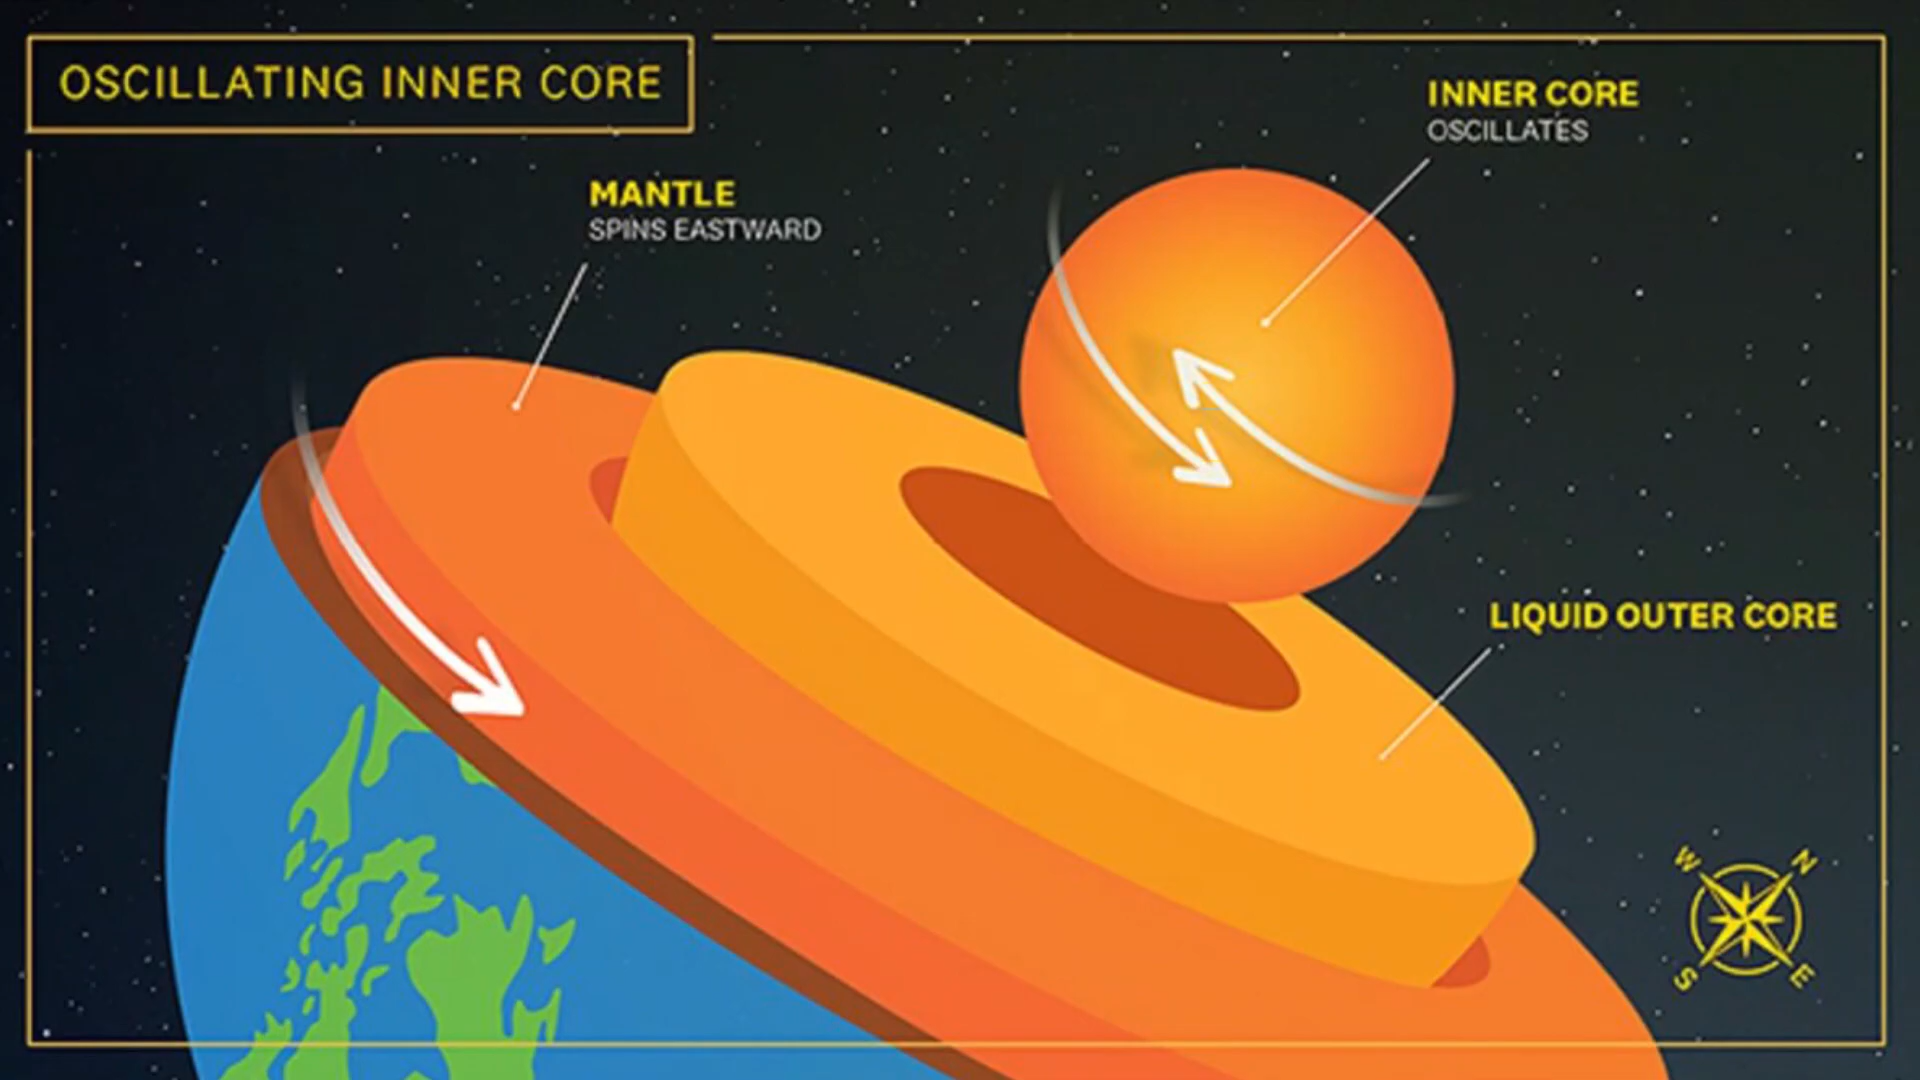 OSCILLATING INNER CORE
INNER CORE
OSCILLATES
MANTLE
SPINS EASTWARD
LIQUID OUTER CORE
W N
S E